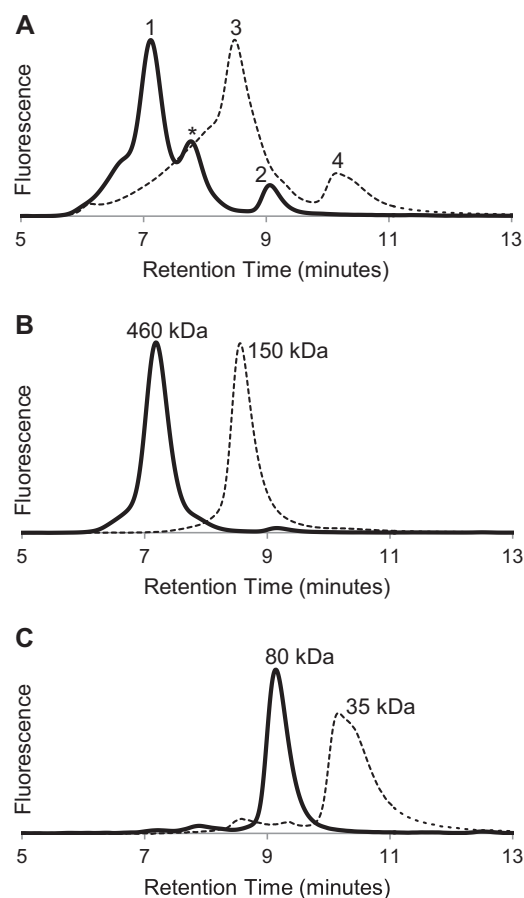 A
1
3
*
2
4
Fluorescence
5 7 9 11 13
Retention Time (minutes)
B
460 kDa
150 kDa
Fluorescence
5 7 9 11 13
Retention Time (minutes)
C
80 kDa
35 kDa
Fluorescence
5 7 9 11 13
Retention Time (minutes)